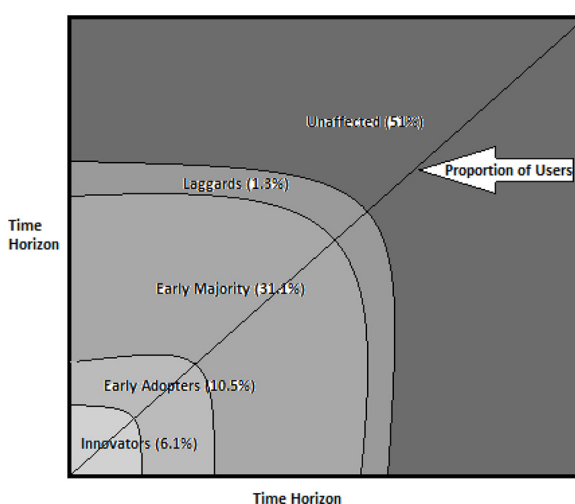 Unaffected (51%)
Proportion of Users
Laggards (1.3%)
Time
Horizon
Early Majority (31.1%)
Early Adopters (10.5%)
Innovators (6.1%)
Time Horizon